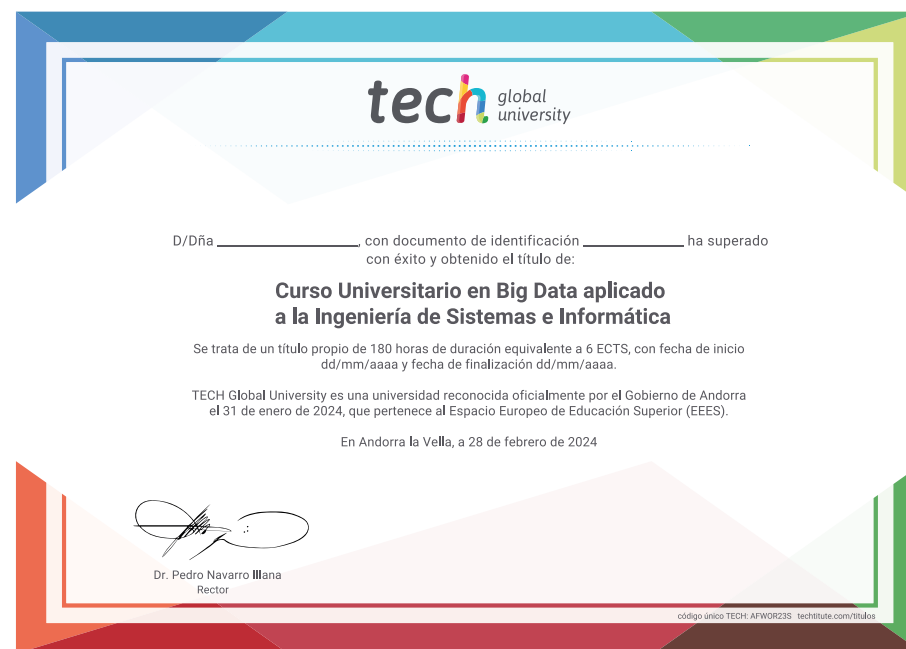 tech global university
D/Dña ____________________, con documento de identificación ______________ ha superado
con éxito y obtenido el título de:
Curso Universitario en Big Data aplicado
a la Ingeniería de Sistemas e Informática
Se trata de un título propio de 180 horas de duración equivalente a 6 ECTS, con fecha de inicio
dd/mm/aaaa y fecha de finalización dd/mm/aaaa.
TECH Global University es una universidad reconocida oficialmente por el Gobierno de Andorra
el 31 de enero de 2024, que pertenece al Espacio Europeo de Educación Superior (EEES).
En Andorra la Vella, a 28 de febrero de 2024
Dr. Pedro Navarro Illana
Rector
código único TECH: AFWOR23S techtitute.com/titulos